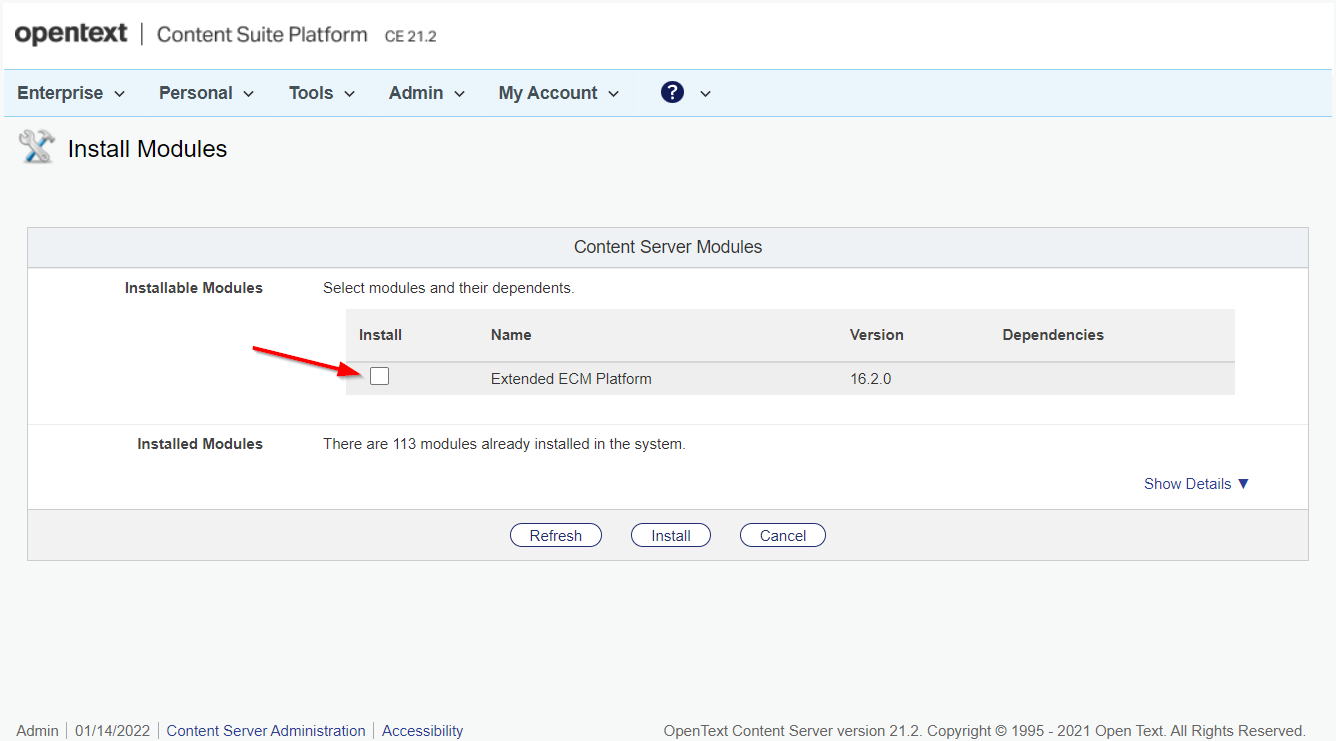 opentext | Content Suite Platform CE 21.2
Enterprise Personal Tools Admin My Account ?
Install Modules
Content Server Modules
Installable Modules Select modules and their dependents.
Install Name Version Dependencies
Extended ECM Platform 16.2.0
Installed Modules There are 113 modules already installed in the system.
Show Details ▼
Refresh Install Cancel
Admin | 01/14/2022 | Content Server Administration | Accessibility OpenText Content Server version 21.2. Copyright © 1995 - 2021 Open Text. All Rights Reserved.